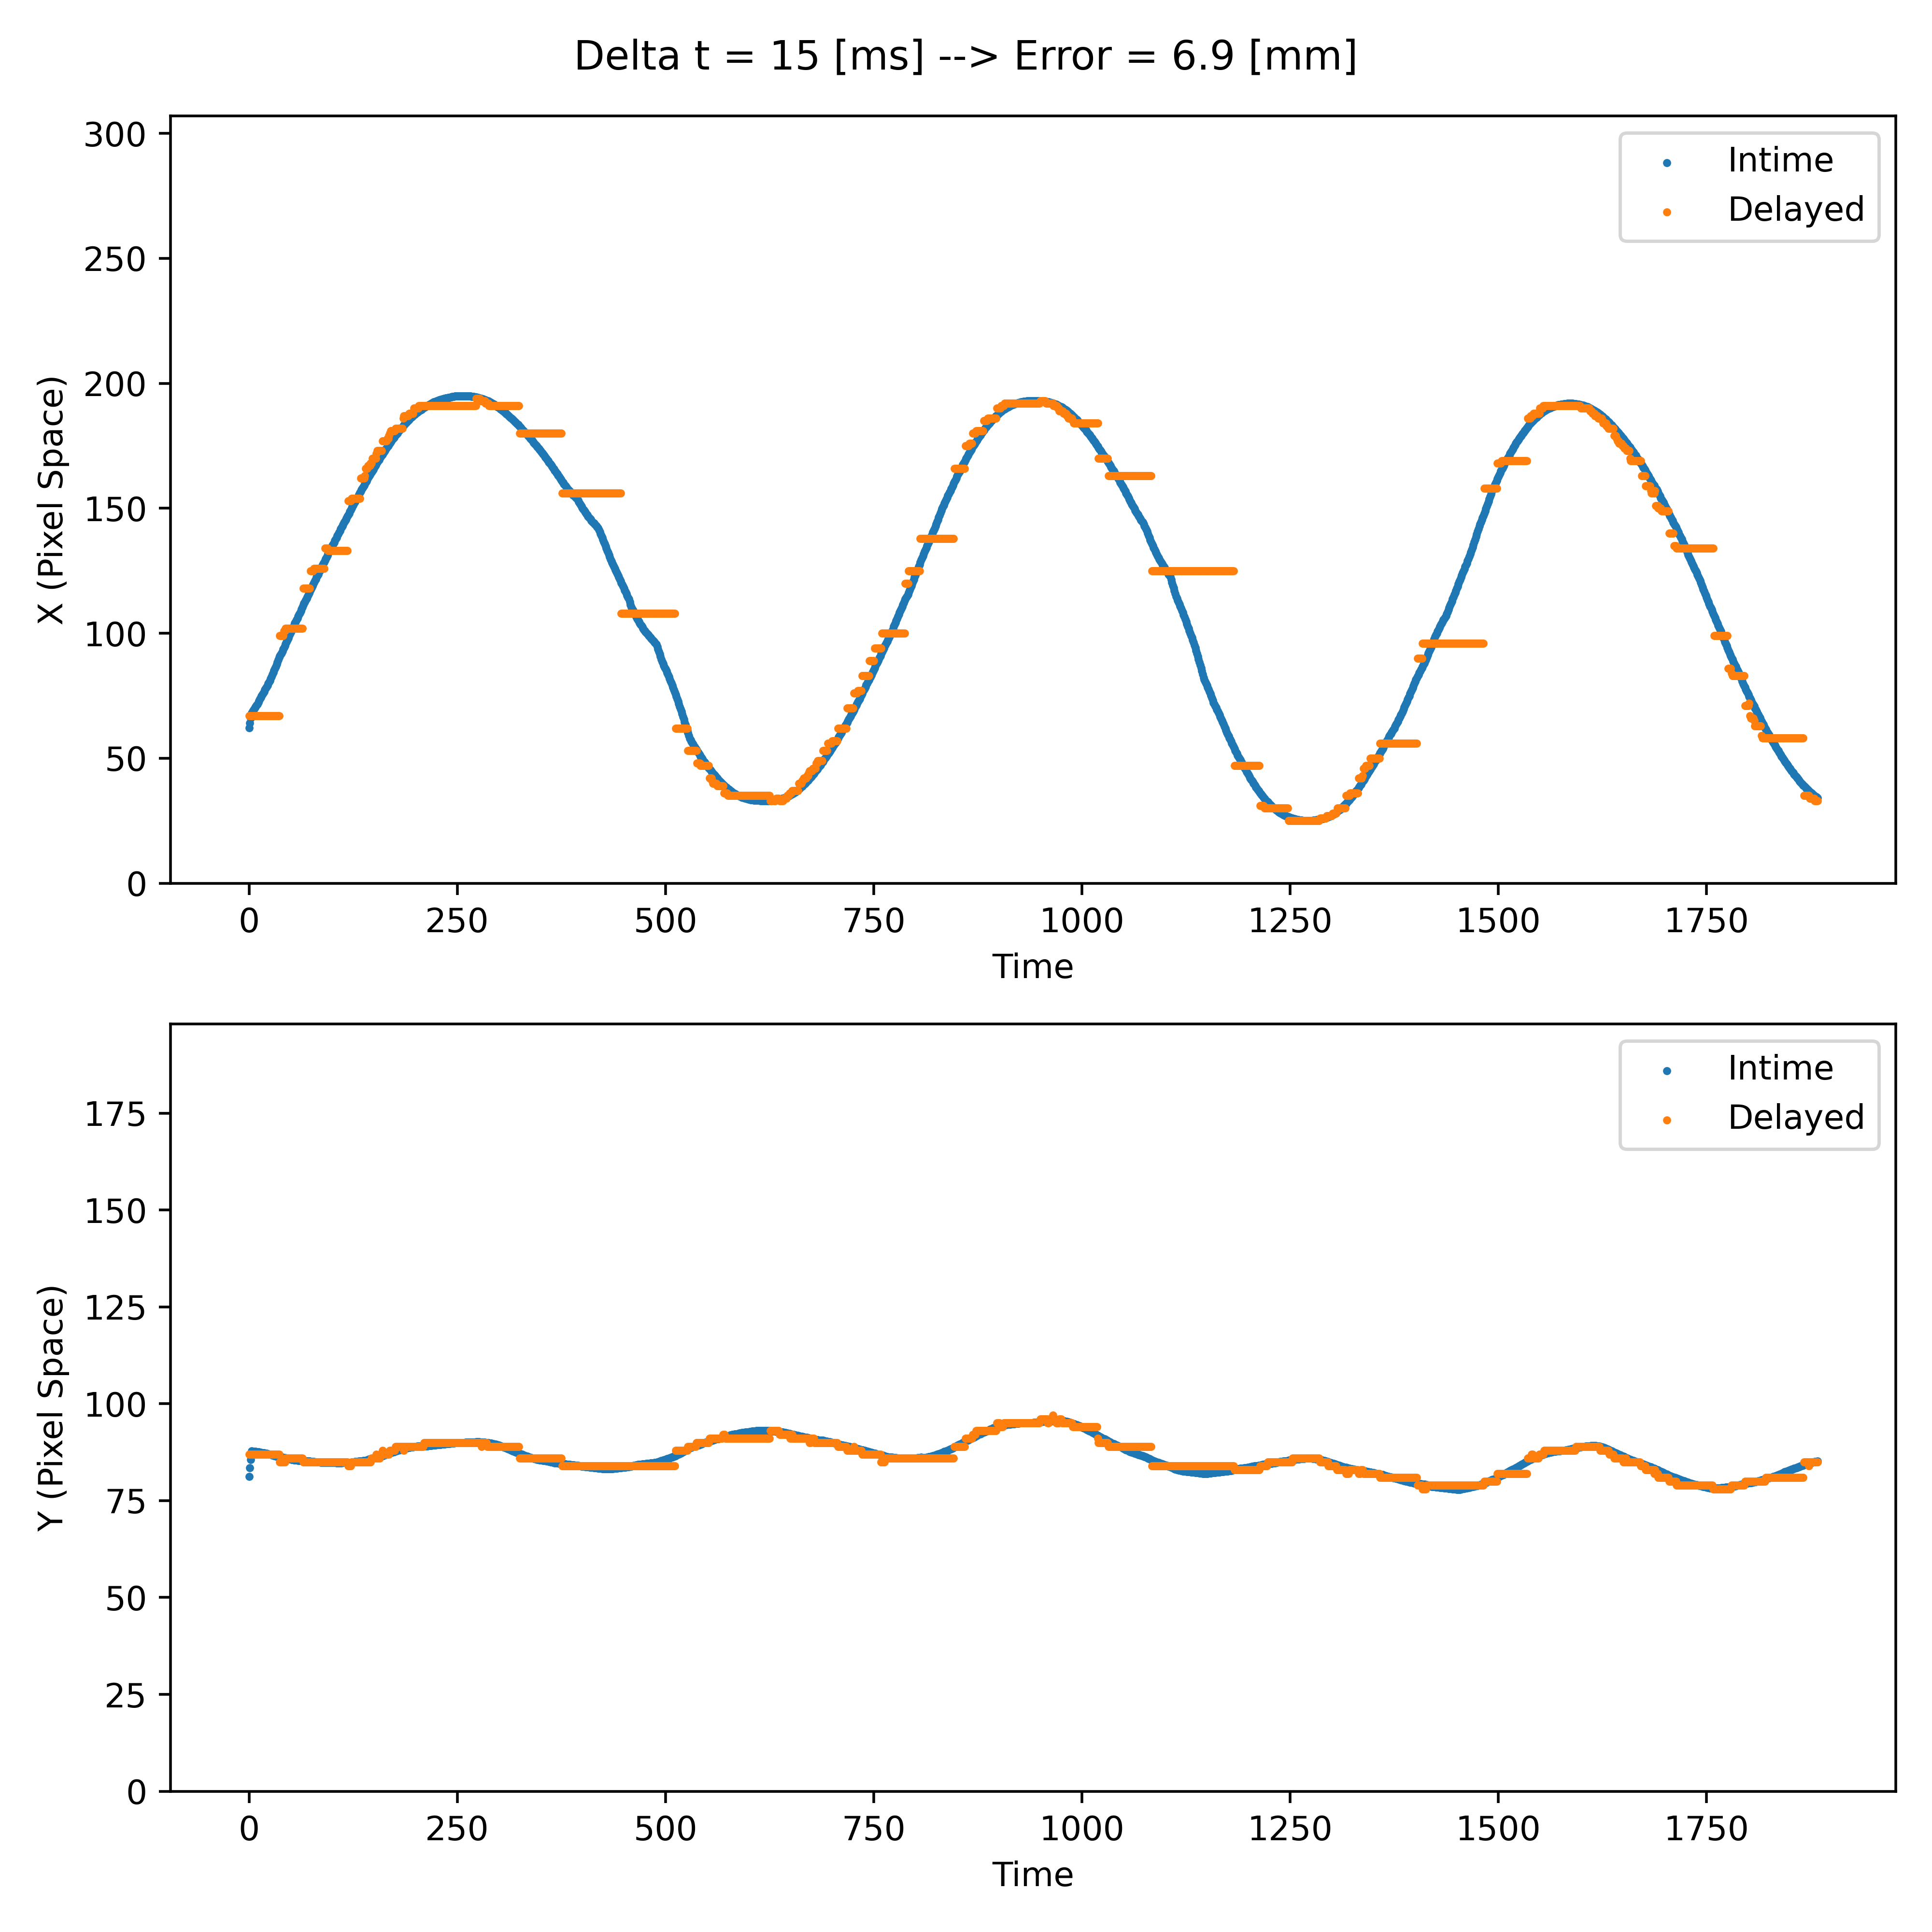 Delta t = 15 [ms] --> Error = 6.9 [mm]
300
250
200
150
100
50
0
X (Pixel Space)
Intime
Delayed
0 250 500 750 1000 1250 1500 1750
Time
175
150
125
100
75
50
25
0
Y (Pixel Space)
Intime
Delayed
0 250 500 750 1000 1250 1500 1750
Time